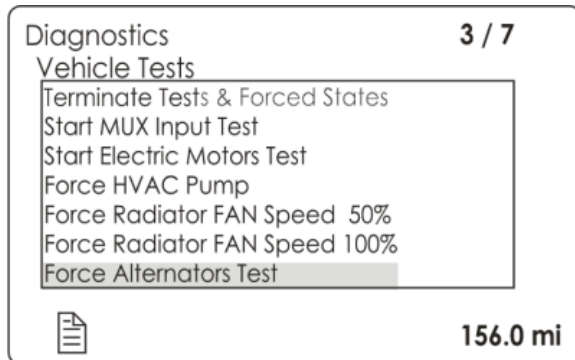 Diagnostics 3 / 7
Vehicle Tests
Terminate Tests & Forced States
Start MUX Input Test
Start Electric Motors Test
Force HVAC Pump
Force Radiator FAN Speed 50%
Force Radiator FAN Speed 100%
Force Alternators Test
156.0 mi